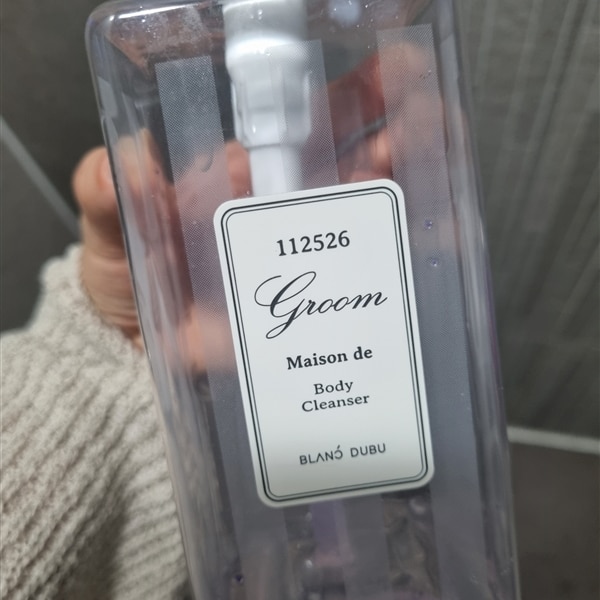 112526
Groom
Maison de
Body
Cleanser
BLANC DUBU